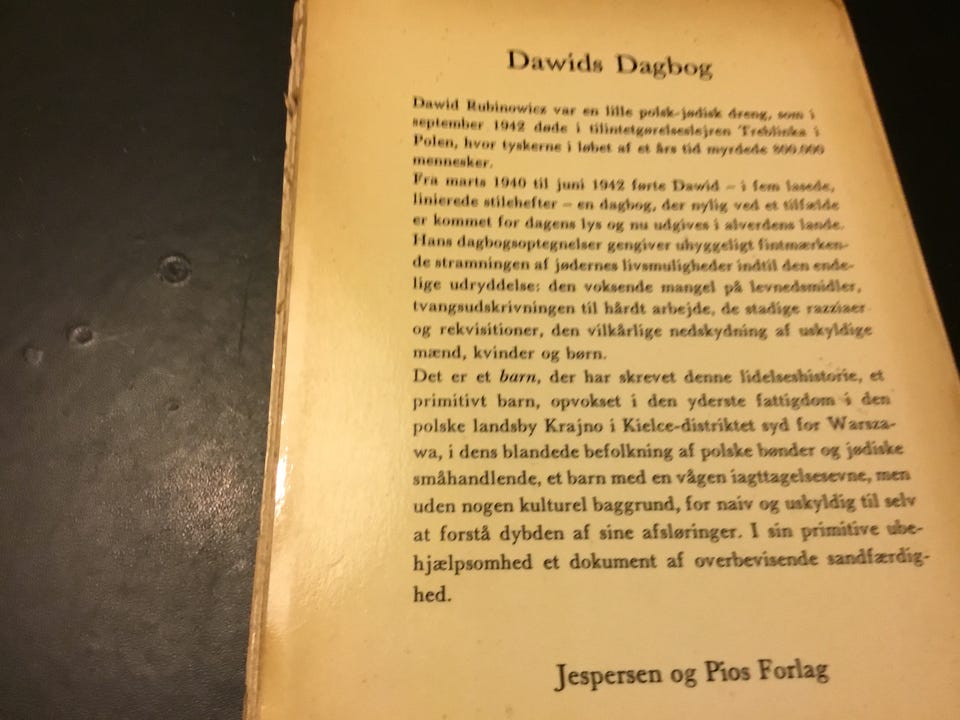 Dawids Dagbog
Dawid Rubinowicz var en lille polsk-jødisk dreng, som i
september 1942 døde i tilintetgørelseslejren Treblinka i
Polen, hvor tyskerne i løbet af et års tid myrdede 800.000
mennesker.
Fra marts 1940 til juni 1942 førte Dawid – i fem lasede,
linierede stilehefter – en dagbog, der nylig ved et tilfælde
er kommet for dagens lys og nu udgives i alverdens lande.
Hans dagbogsoptegnelser gengiver uhyggeligt fintmærken-
de stramningen af jødernes livsmuligheder indtil den ende-
lige udryddelse: den voksende mangel på levnedsmidler,
tvangsudskrivningen til hårdt arbejde, de stadige razziaer
og rekvisitioner, den vilkårlige nedskydning af uskyldige
mænd, kvinder og børn.
Det er et barn, der har skrevet denne lidelseshistorie, et
primitivt barn, opvokset i den yderste fattigdom i den
polske landsby Krajno i Kielce-distriktet syd for Warsza-
wa, i dens blandede befolkning af polske bønder og jødiske
småhandlende, et barn med en vågen iagttagelsesevne, men
uden nogen kulturel baggrund, for naiv og uskyldig til selv
at forstå dybden af sine afsløringer. I sin primitive ube-
hjælpsomhed et dokument af overbevisende sandfærdig-
hed.
Jespersen og Pios Forlag